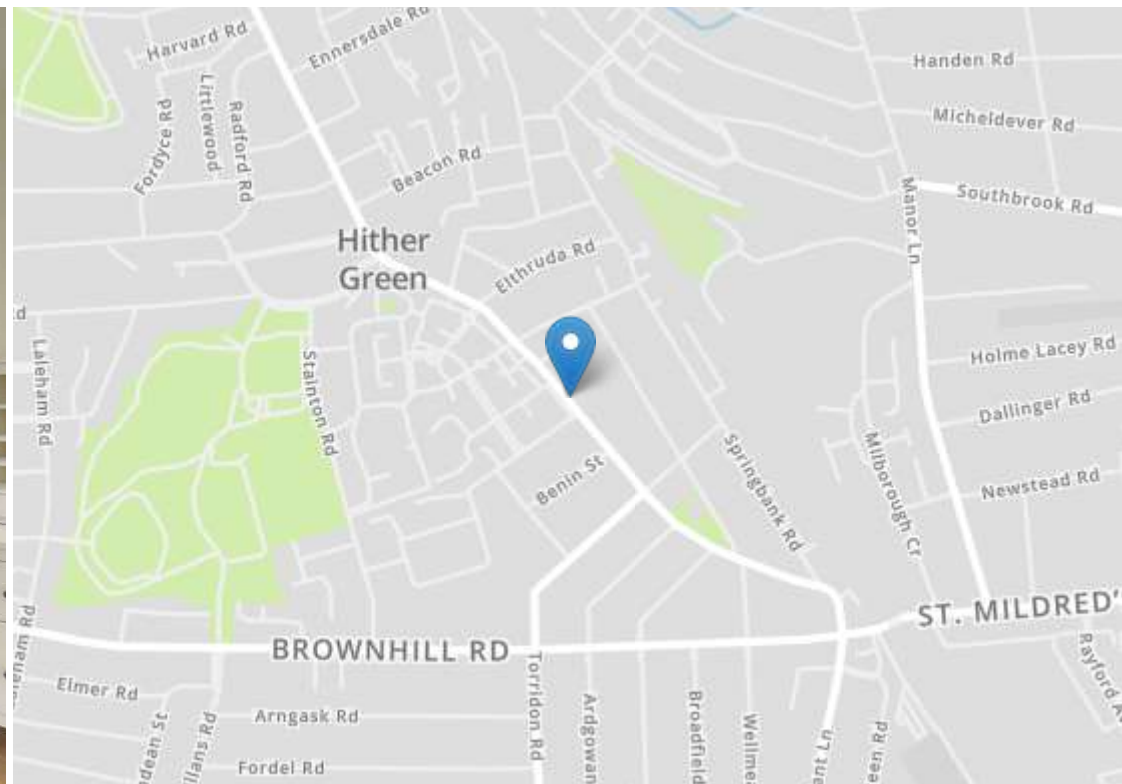 Harvard Rd
Ennersdale Rd
Handen Rd
Littlewood
Fordyce Rd
Radford Rd
Micheldever Rd
Beacon Rd
Manor Ln
Southbrook Rd
Hither
Green
Elthruda Rd
Laleham Rd
Stainton Rd
Holme Lacey Rd
Dallinger Rd
Springbank Rd
Milborough Cr
Benin St
Newstead Rd
ST. MILDRED'
BROWNHILL RD
Elmer Rd
Torridon Rd
Rayford A
Arngask Rd
Ardgowan
Broadfield
Wellme
Fordel Rd